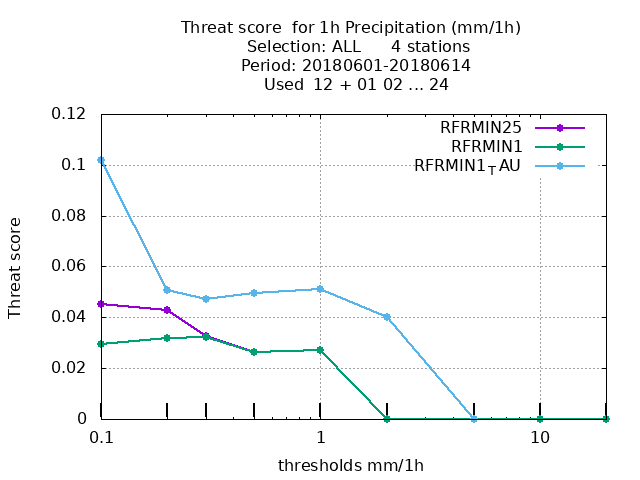 Threat score for 1h Precipitation (mm/1h)
Selection: ALL 4 stations
Period: 20180601-20180614
Used 12 + 01 02 ... 24
RFRMIN25
RFRMIN1
RFRMIN1_TAU
Threat score
0.12
0.1
0.08
0.06
0.04
0.02
0
0.1 1 10
thresholds mm/1h